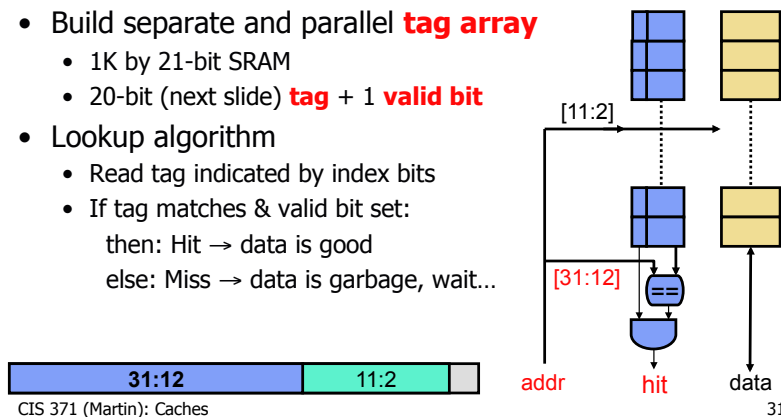 • Build separate and parallel tag array
• 1K by 21-bit SRAM
• 20-bit (next slide) tag + 1 valid bit
• Lookup algorithm
• Read tag indicated by index bits
• If tag matches & valid bit set:
then: Hit → data is good
else: Miss → data is garbage, wait…
[11:2]
[31:12]
==
addr
hit
data
31:12
11:2
CIS 371 (Martin): Caches
31